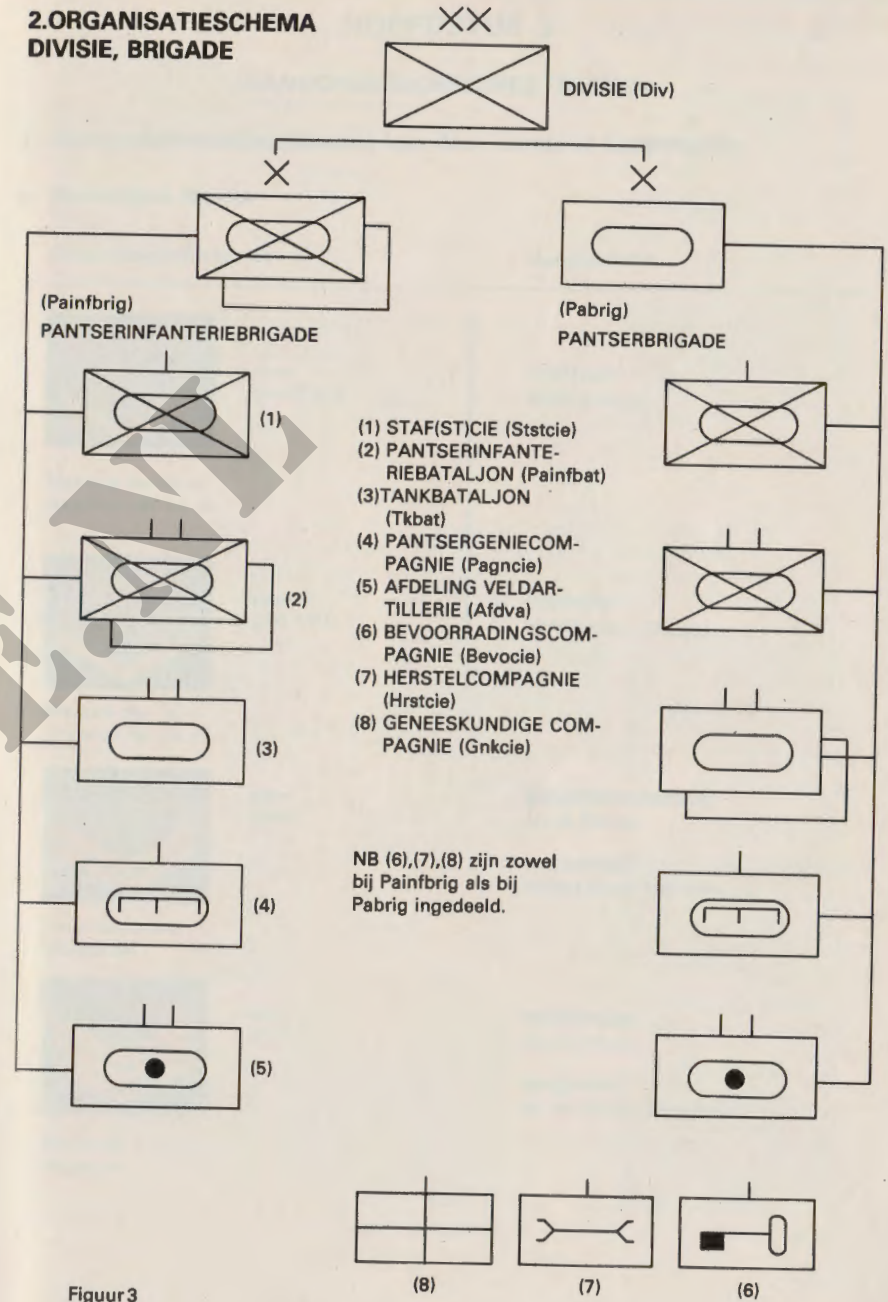 2.ORGANISATIESCHEMA
DIVISIE, BRIGADE
DIVISIE (Div)
(Painfbrig)
PANTSERINFANTERIEBRIGADE
(Pabrig)
PANTSERBRIGADE
(1)
(2)
(3)
(4)
(5)
(1) STAF(ST)CIE (Ststcie)
(2) PANTSERINFANTE-
RIEBATALJON (Painfbat)
(3)TANKBATALJON
(Tkbat)
(4) PANTSERGENIECOM-
PAGNIE (Pagncie)
(5) AFDELING VELDAR-
TILLERIE (Afdva)
(6) BEVOORRADINGSCOM-
PAGNIE (Bevocie)
(7) HERSTELCOMPAGNIE
(Hrstcie)
(8) GENEESKUNDIGE COM-
PAGNIE (Gnkcie)
NB (6),(7),(8) zijn zowel
bij Painfbrig als bij
Pabrig ingedeeld.
(8)
(7)
(6)
Figuur 3
E.NL